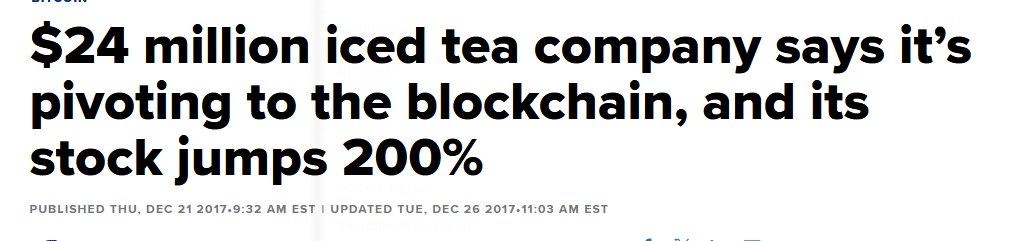 BITCOIN
$24 million iced tea company says it’s
pivoting to the blockchain, and its
stock jumps 200%
PUBLISHED THU, DEC 21 2017•9:32 AM EST | UPDATED TUE, DEC 26 2017•11:03 AM EST